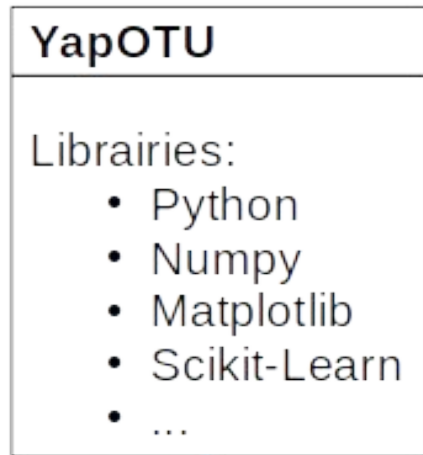 YapOTU
Librairies:
• Python
• Numpy
• Matplotlib
• Scikit-Learn
• ...